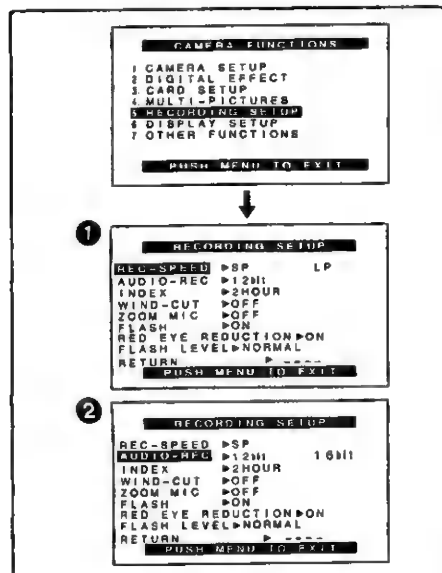 CAMERA FUNCTIONS
1 CAMERA SETUP
2 DIGITAL EFFECT
3 CARD SETUP
4 MULTI-PICTURES
5 RECORDING SETUP
6 DISPLAY SETUP
7 OTHER FUNCTIONS
PUSH MENU TO EXIT
1
RECORDING SETUP
REC-SPEED ▶SP LP
AUDIO-REC ▶12bit
INDEX ▶2HOUR
WIND-CUT ▶OFF
ZOOM MIC ▶OFF
FLASH ▶ON
RED EYE REDUCTION▶ON
FLASH LEVEL▶NORMAL
RETURN ▶ ----
PUSH MENU TO EXIT
2
RECORDING SETUP
REC-SPEED ▶SP
AUDIO-REC ▶12bit 16bit
INDEX ▶2HOUR
WIND-CUT ▶OFF
ZOOM MIC ▶OFF
FLASH ▶ON
RED EYE REDUCTION▶ON
FLASH LEVEL▶NORMAL
RETURN ▶ ----
PUSH MENU TO EXIT